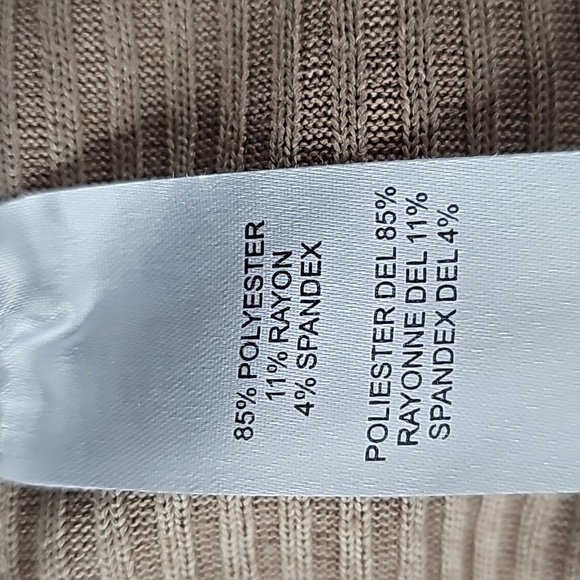 85% POLYESTER
11% RAYON
4% SPANDEX
POLIESTER DEL 85%
RAYONNE DEL 11%
SPANDEX DEL 4%